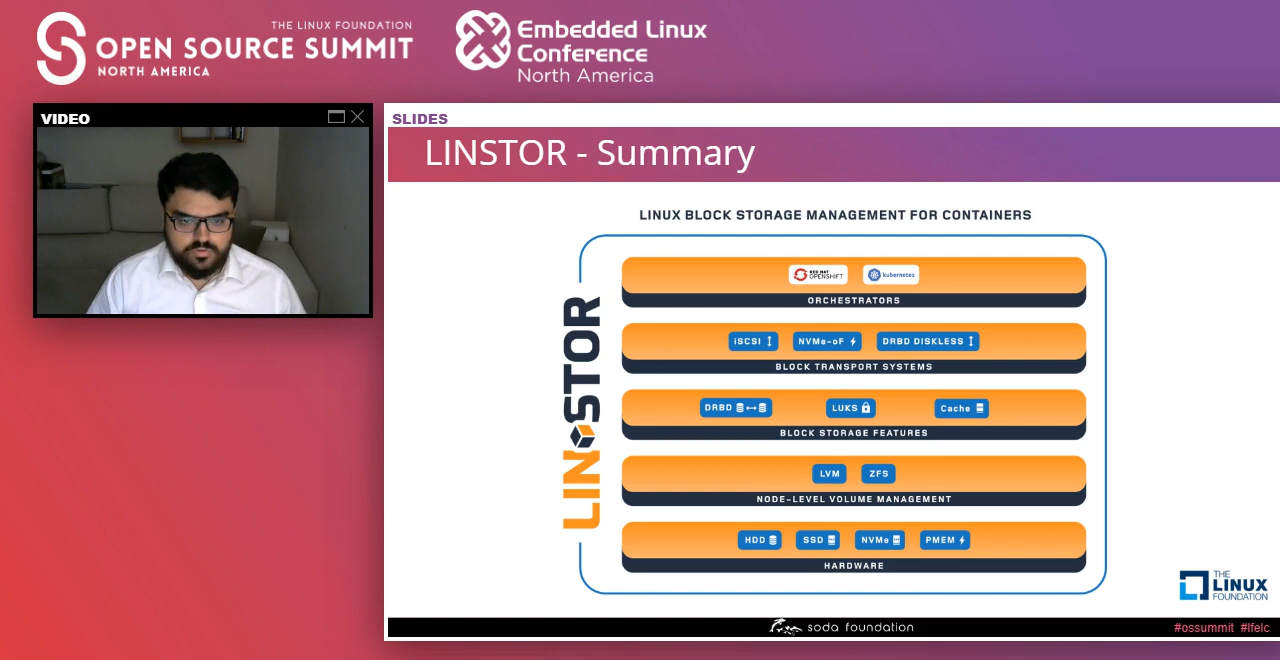 THE LINUX FOUNDATION
OPEN SOURCE SUMMIT
NORTH AMERICA
Embedded Linux
Conference
North America
VIDEO
SLIDES
LINSTOR - Summary
LINUX BLOCK STORAGE MANAGEMENT FOR CONTAINERS
LINSTOR
RED HAT
OPENSHIFT
kubernetes
ORCHESTRATORS
iSCSI NVMe-oF DRBD DISKLESS
BLOCK TRANSPORT SYSTEMS
DRBD LUKS Cache
BLOCK STORAGE FEATURES
LVM ZFS
NODE-LEVEL VOLUME MANAGEMENT
HDD SSD NVMe PMEM
HARDWARE
THE
LINUX
FOUNDATION
soda foundation
#ossummit #lfelc